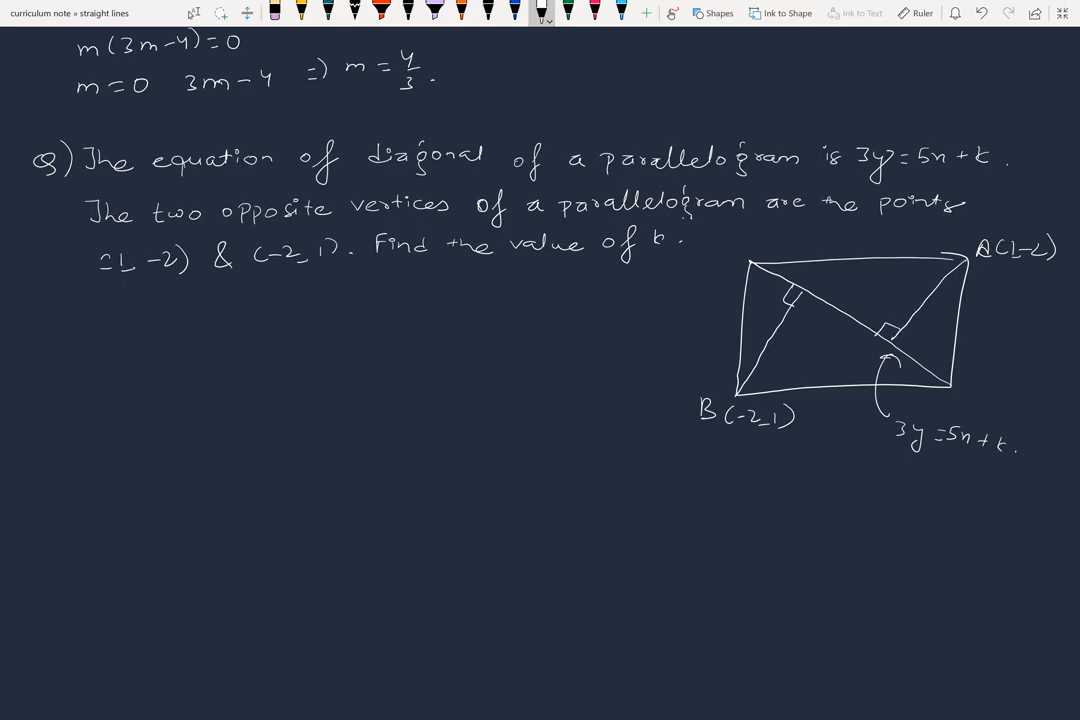 curriculum note » straight lines
Shapes
Ink to Shape
Ink to Text
Ruler
m(3m-4)=0
m=0 3m-4 => m = 4/3.
Q) The equation of diagonal of a parallelogram is 3y=5x+k.
The two opposite vertices of a parallelogram are the points
(1,-2) & (-2,1). Find the value of k.
A(1,-2)
B(-2,1)
3y=5x+k.